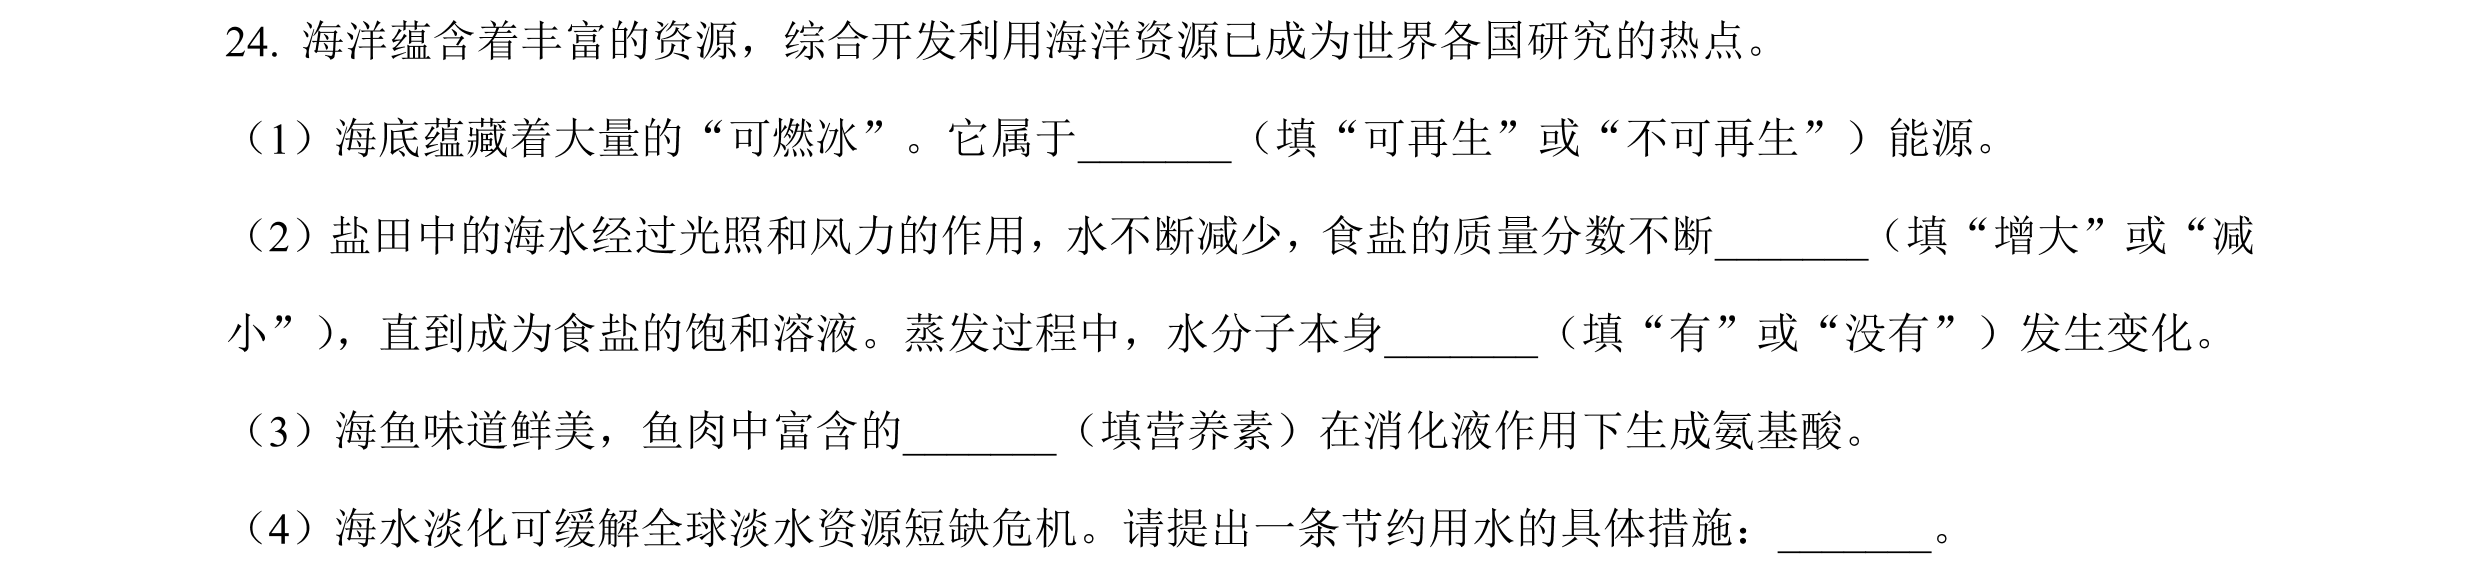 24. 海洋蕴含着丰富的资源，综合开发利用海洋资源已成为世界各国研究的热点。
（1）海底蕴藏着大量的“可燃冰”。它属于_______（填“可再生”或“不可再生”）能源。
（2）盐田中的海水经过光照和风力的作用，水不断减少，食盐的质量分数不断_______（填“增大”或“减
小”），直到成为食盐的饱和溶液。蒸发过程中，水分子本身_______（填“有”或“没有”）发生变化。
（3）海鱼味道鲜美，鱼肉中富含的_______（填营养素）在消化液作用下生成氨基酸。
（4）海水淡化可缓解全球淡水资源短缺危机。请提出一条节约用水的具体措施：_______。